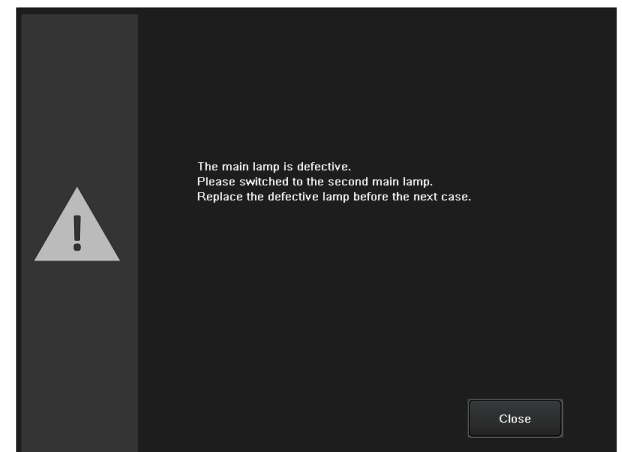 The main lamp is defective.
Please switched to the second main lamp.
Replace the defective lamp before the next case.
Close